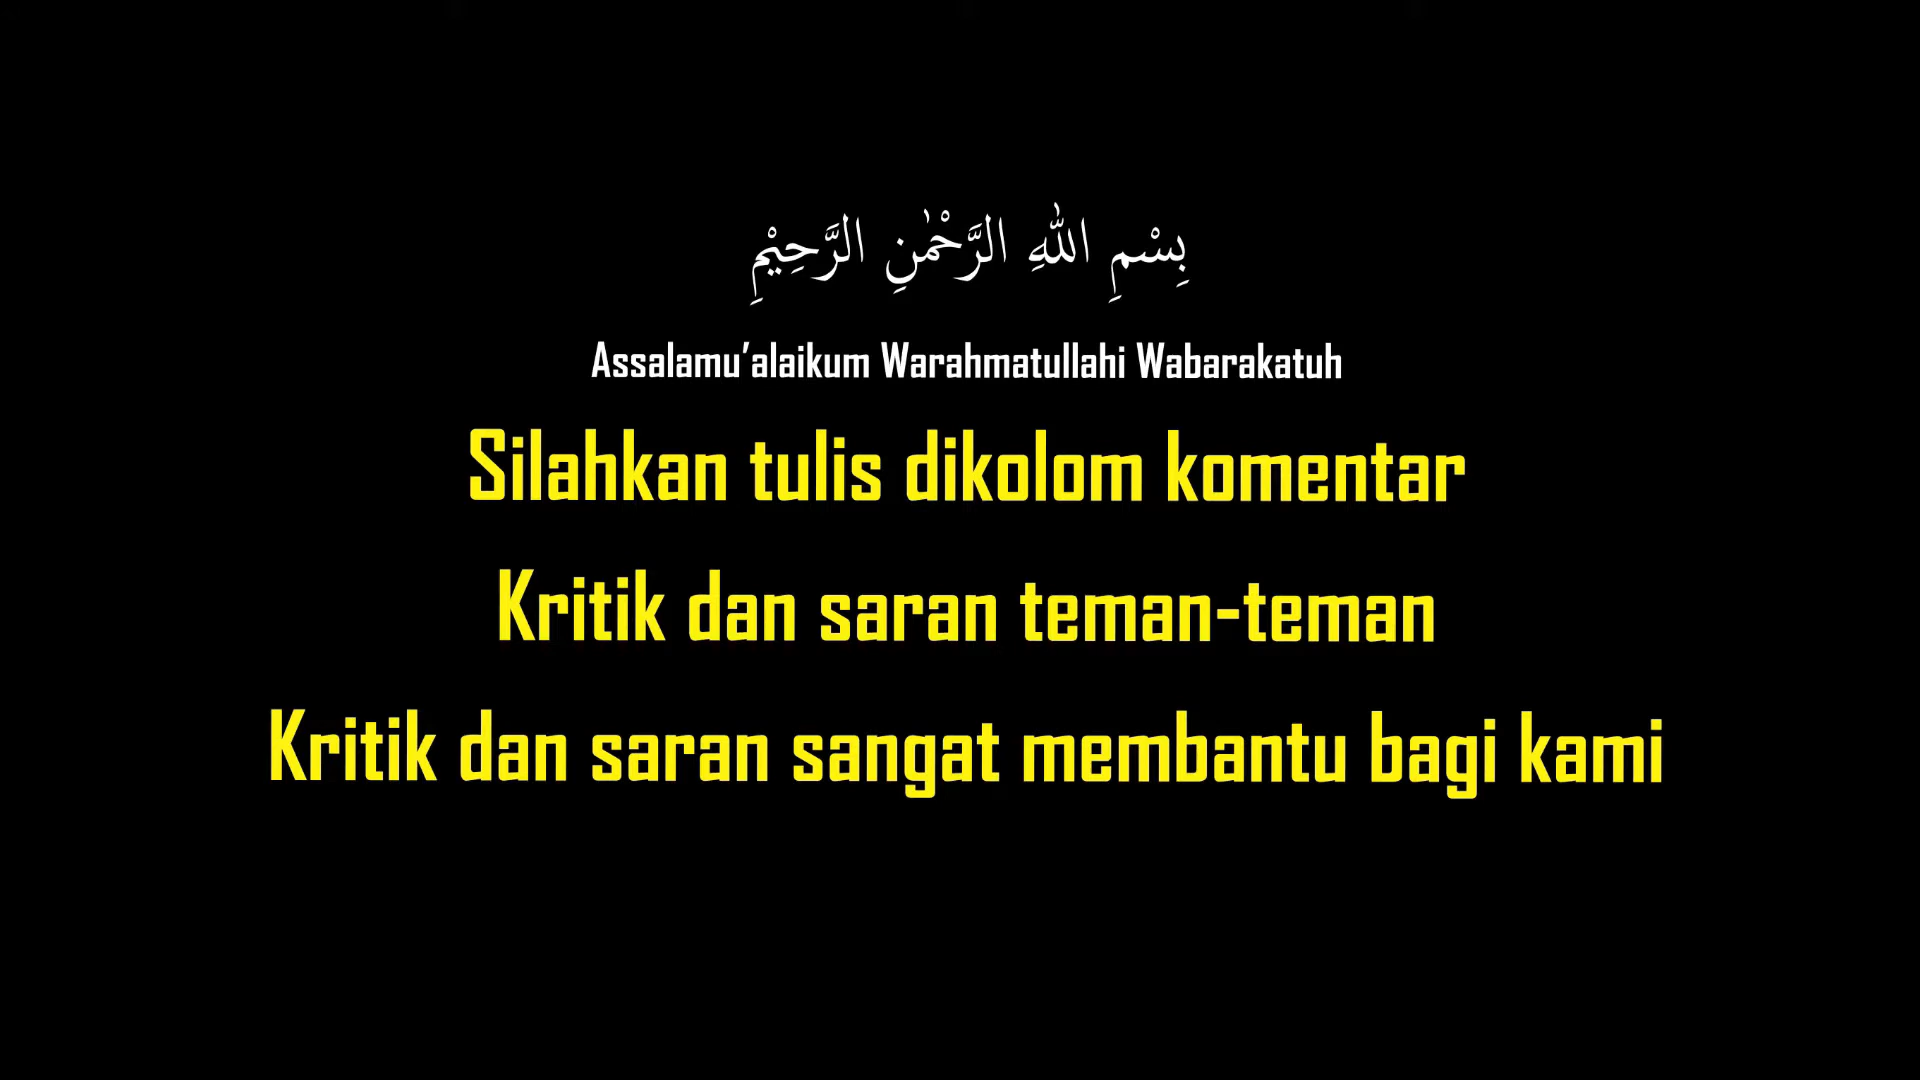 بِسْمِ اللهِ الرَّحْمٰنِ الرَّحِيْمِ
Assalamu’alaikum Warahmatullahi Wabarakatuh
Silahkan tulis dikolom komentar
Kritik dan saran teman-teman
Kritik dan saran sangat membantu bagi kami